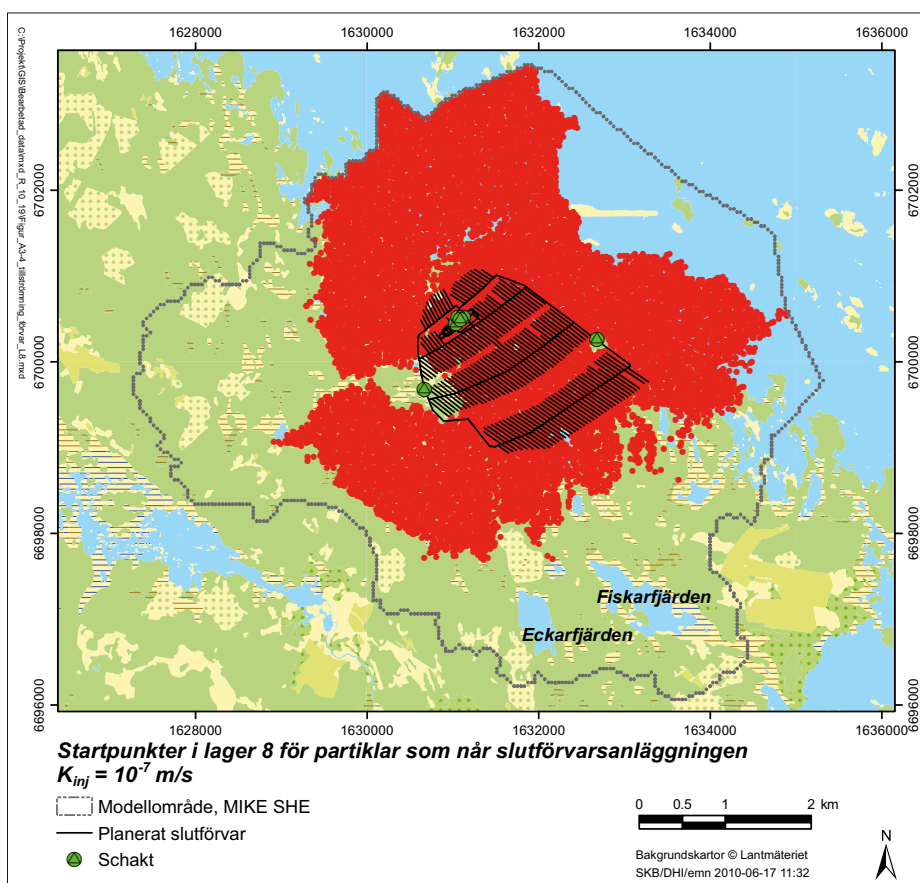 1628000 1630000 1632000 1634000 1636000
C:\Projekt\GIS\Bearbetad_data\mxd_R_10_19\Figur_A3-4_tillströmning_förvar_L8.mxd
6702000 6702000
6700000 6700000
6698000 6698000
Fiskarfjärden
Eckarfjärden
6696000 6696000
1628000 1630000 1632000 1634000 1636000
Startpunkter i lager 8 för partiklar som når slutförvarsanläggningen
K_inj = 10^-7 m/s
Modellområde, MIKE SHE
Planerat slutförvar
Schakt
0 0.5 1 2 km
Bakgrundskartor © Lantmäteriet
SKB/DHI/emn 2010-06-17 11:32
N